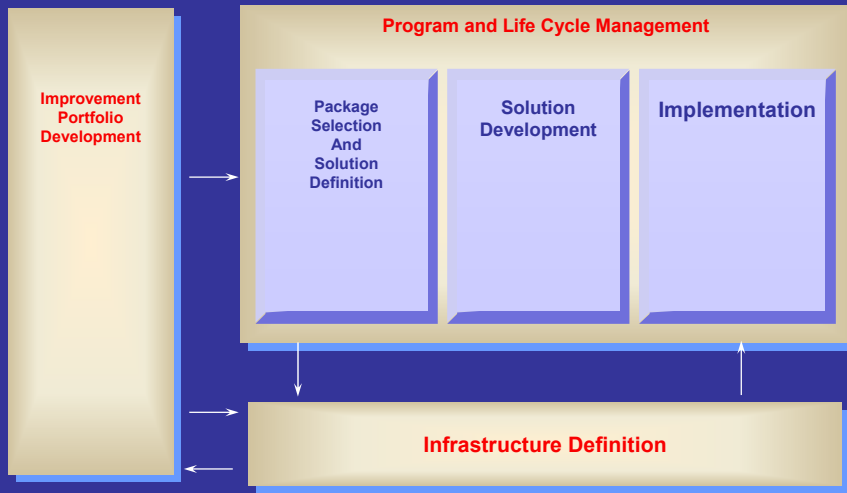 Program and Life Cycle Management
Improvement
Portfolio
Development
Package
Selection
And
Solution
Definition
Solution
Development
Implementation
Infrastructure Definition